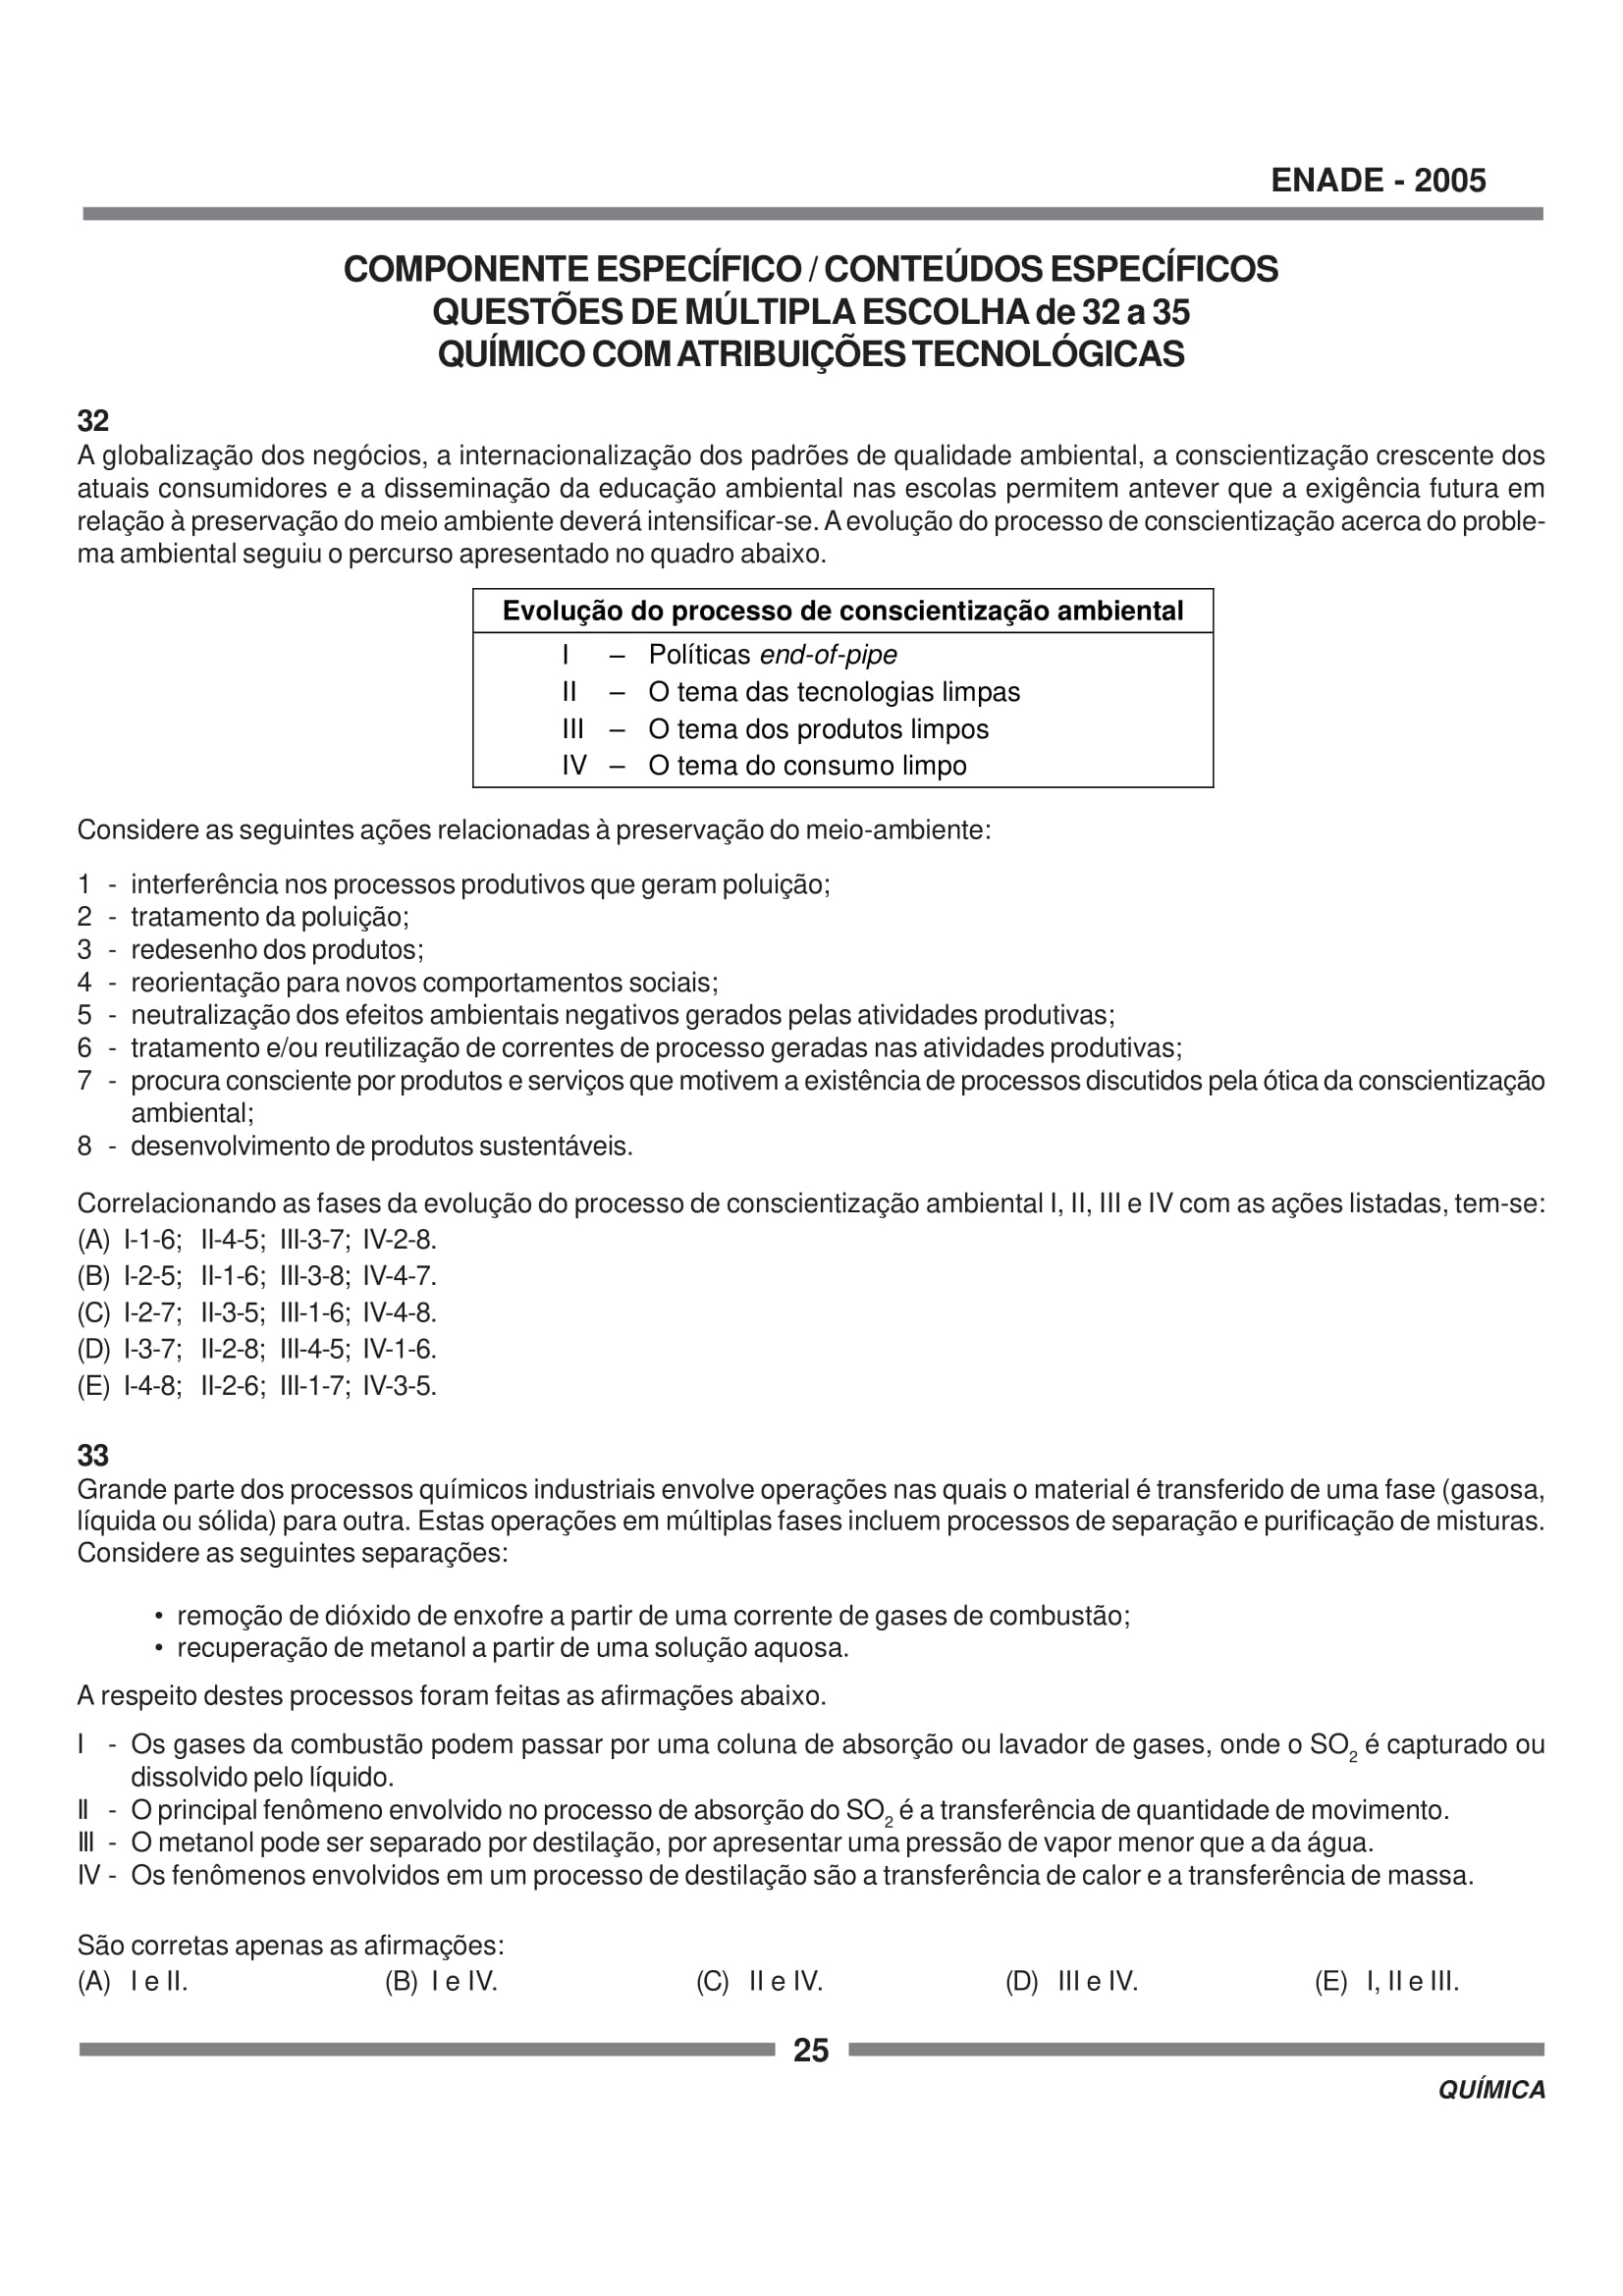 ENADE - 2005
COMPONENTE ESPECÍFICO / CONTEÚDOS ESPECÍFICOS
QUESTÕES DE MÚLTIPLA ESCOLHA de 32 a 35
QUÍMICO COM ATRIBUIÇÕES TECNOLÓGICAS
32
A globalização dos negócios, a internacionalização dos padrões de qualidade ambiental, a conscientização crescente dos
atuais consumidores e a disseminação da educação ambiental nas escolas permitem antever que a exigência futura em
relação à preservação do meio ambiente deverá intensificar-se. A evolução do processo de conscientização acerca do proble-
ma ambiental seguiu o percurso apresentado no quadro abaixo.
Evolução do processo de conscientização ambiental
I – Políticas end-of-pipe
II – O tema das tecnologias limpas
III – O tema dos produtos limpos
IV – O tema do consumo limpo
Considere as seguintes ações relacionadas à preservação do meio-ambiente:
1 - interferência nos processos produtivos que geram poluição;
2 - tratamento da poluição;
3 - redesenho dos produtos;
4 - reorientação para novos comportamentos sociais;
5 - neutralização dos efeitos ambientais negativos gerados pelas atividades produtivas;
6 - tratamento e/ou reutilização de correntes de processo geradas nas atividades produtivas;
7 - procura consciente por produtos e serviços que motivem a existência de processos discutidos pela ótica da conscientização
ambiental;
8 - desenvolvimento de produtos sustentáveis.
Correlacionando as fases da evolução do processo de conscientização ambiental I, II, III e IV com as ações listadas, tem-se:
(A) I-1-6; II-4-5; III-3-7; IV-2-8.
(B) I-2-5; II-1-6; III-3-8; IV-4-7.
(C) I-2-7; II-3-5; III-1-6; IV-4-8.
(D) I-3-7; II-2-8; III-4-5; IV-1-6.
(E) I-4-8; II-2-6; III-1-7; IV-3-5.
33
Grande parte dos processos químicos industriais envolve operações nas quais o material é transferido de uma fase (gasosa,
líquida ou sólida) para outra. Estas operações em múltiplas fases incluem processos de separação e purificação de misturas.
Considere as seguintes separações:
• remoção de dióxido de enxofre a partir de uma corrente de gases de combustão;
• recuperação de metanol a partir de uma solução aquosa.
A respeito destes processos foram feitas as afirmações abaixo.
I - Os gases da combustão podem passar por uma coluna de absorção ou lavador de gases, onde o SO2 é capturado ou
dissolvido pelo líquido.
II - O principal fenômeno envolvido no processo de absorção do SO2 é a transferência de quantidade de movimento.
III - O metanol pode ser separado por destilação, por apresentar uma pressão de vapor menor que a da água.
IV - Os fenômenos envolvidos em um processo de destilação são a transferência de calor e a transferência de massa.
São corretas apenas as afirmações:
(A) I e II. (B) I e IV. (C) II e IV. (D) III e IV. (E) I, II e III.
25
QUÍMICA